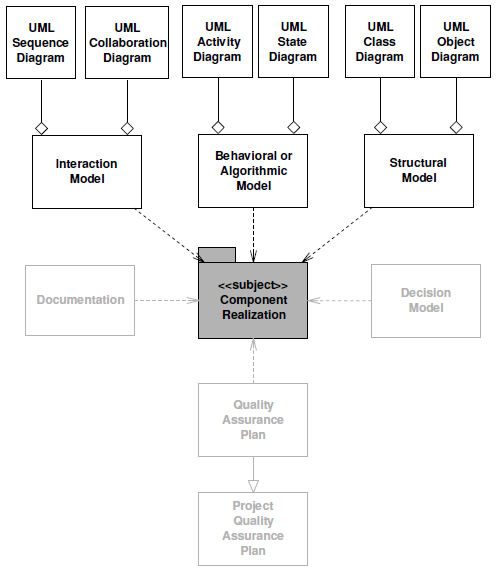 UML
Sequence
Diagram
UML
Collaboration
Diagram
UML
Activity
Diagram
UML
State
Diagram
UML
Class
Diagram
UML
Object
Diagram
Interaction
Model
Behavioral or
Algorithmic
Model
Structural
Model
Documentation
<<subject>>
Component
Realization
Decision
Model
Quality
Assurance
Plan
Project
Quality
Assurance
Plan